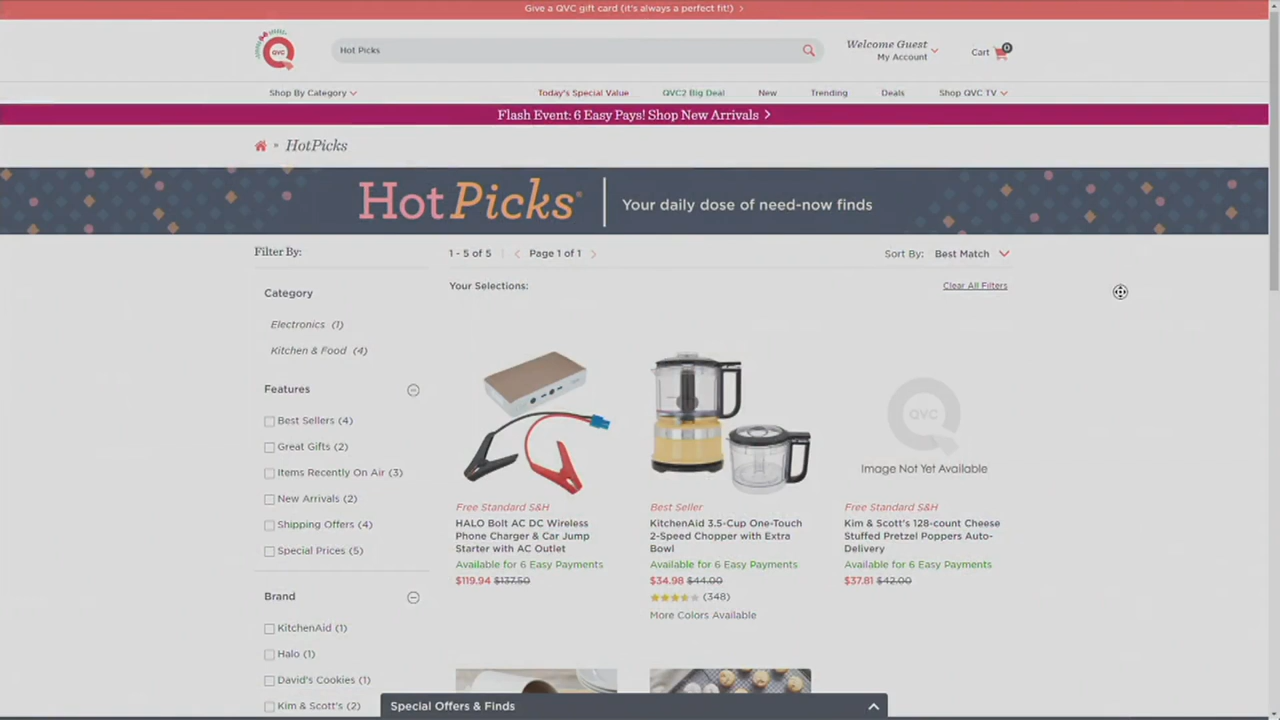 Give a QVC gift card (it's always a perfect fit!) >
QVC
Hot Picks
Welcome Guest
My Account
Cart
0
Shop By Category
Today's Special Value
QVC2 Big Deal
New
Trending
Deals
Shop QVC TV
Flash Event: 6 Easy Pays! Shop New Arrivals >
» HotPicks
Hot Picks®
Your daily dose of need-now finds
Filter By:
1 - 5 of 5
< Page 1 of 1 >
Sort By: Best Match
Your Selections:
Clear All Filters
Category
Electronics (1)
Kitchen & Food (4)
Features
Best Sellers (4)
Great Gifts (2)
Items Recently On Air (3)
New Arrivals (2)
Shipping Offers (4)
Special Prices (5)
Brand
KitchenAid (1)
Halo (1)
David's Cookies (1)
Kim & Scott's (2)
Free Standard S&H
HALO Bolt AC DC Wireless
Phone Charger & Car Jump
Starter with AC Outlet
Available for 6 Easy Payments
$119.94 $137.50
Best Seller
KitchenAid 3.5-Cup One-Touch
2-Speed Chopper with Extra
Bowl
Available for 6 Easy Payments
$34.98 $44.00
(348)
More Colors Available
QVC
Image Not Yet Available
Free Standard S&H
Kim & Scott's 128-count Cheese
Stuffed Pretzel Poppers Auto-
Delivery
Available for 6 Easy Payments
$37.81 $42.00
Special Offers & Finds